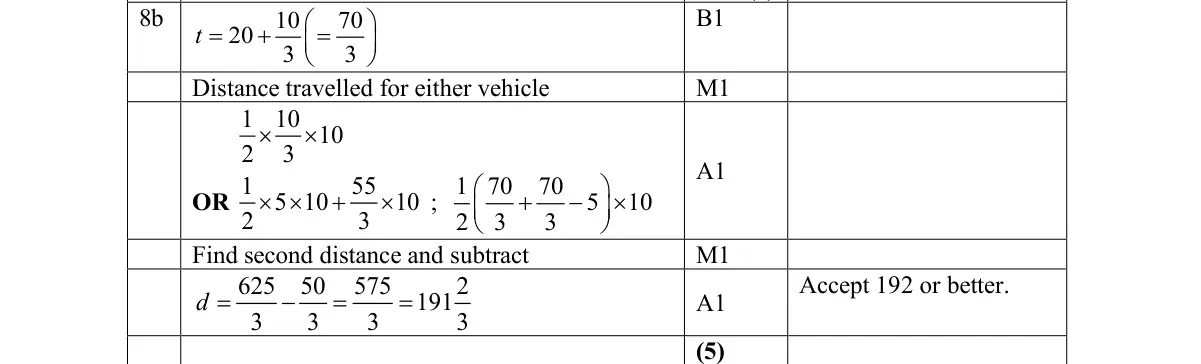 8b t = 20 + 10/3 (= 70/3) B1
Distance travelled for either vehicle M1
1/2 × 10/3 × 10
A1
OR 1/2 × 5 × 10 + 55/3 × 10 ; 1/2 (70/3 + 70/3 − 5) × 10
Find second distance and subtract M1
d = 625/3 − 50/3 = 575/3 = 191 2/3 A1 Accept 192 or better.
(5)